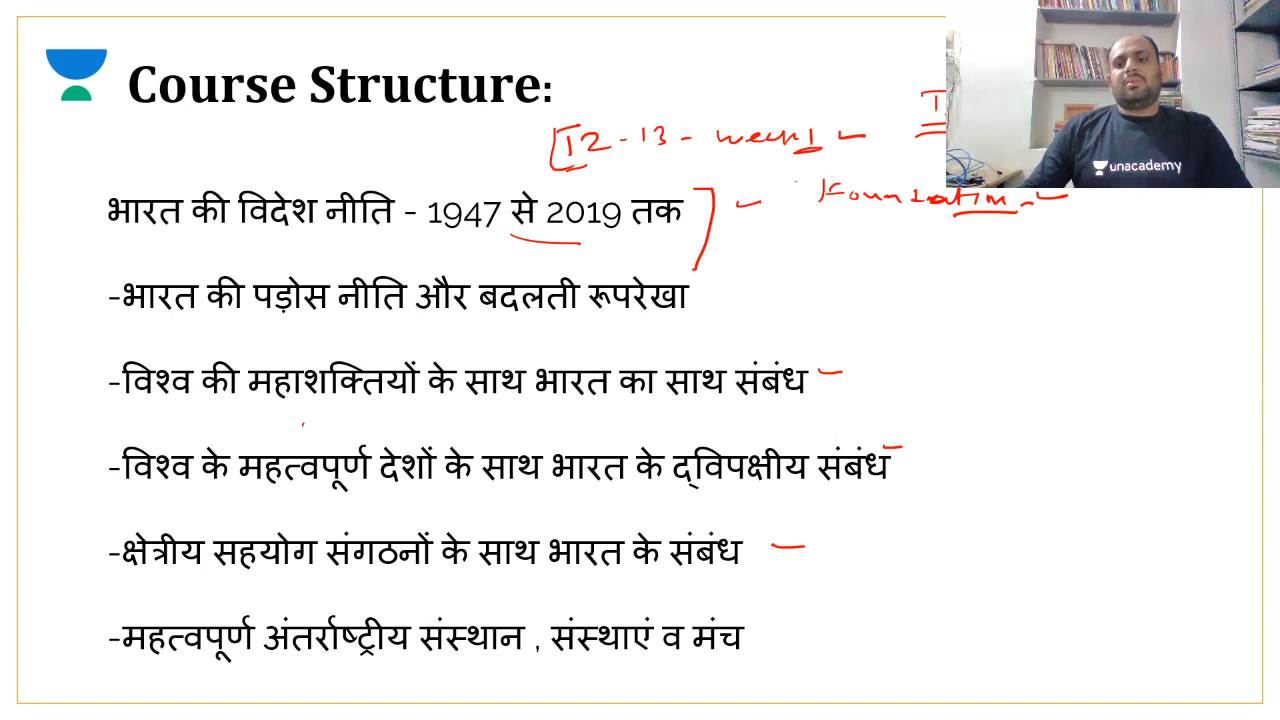 Course Structure:
12-13 - week
unacademy
Foundation
भारत की विदेश नीति - 1947 से 2019 तक
-भारत की पड़ोस नीति और बदलती रूपरेखा
-विश्व की महाशक्तियों के साथ भारत का साथ संबंध
-विश्व के महत्वपूर्ण देशों के साथ भारत के द्विपक्षीय संबंध
-क्षेत्रीय सहयोग संगठनों के साथ भारत के संबंध
-महत्वपूर्ण अंतर्राष्ट्रीय संस्थान , संस्थाएं व मंच